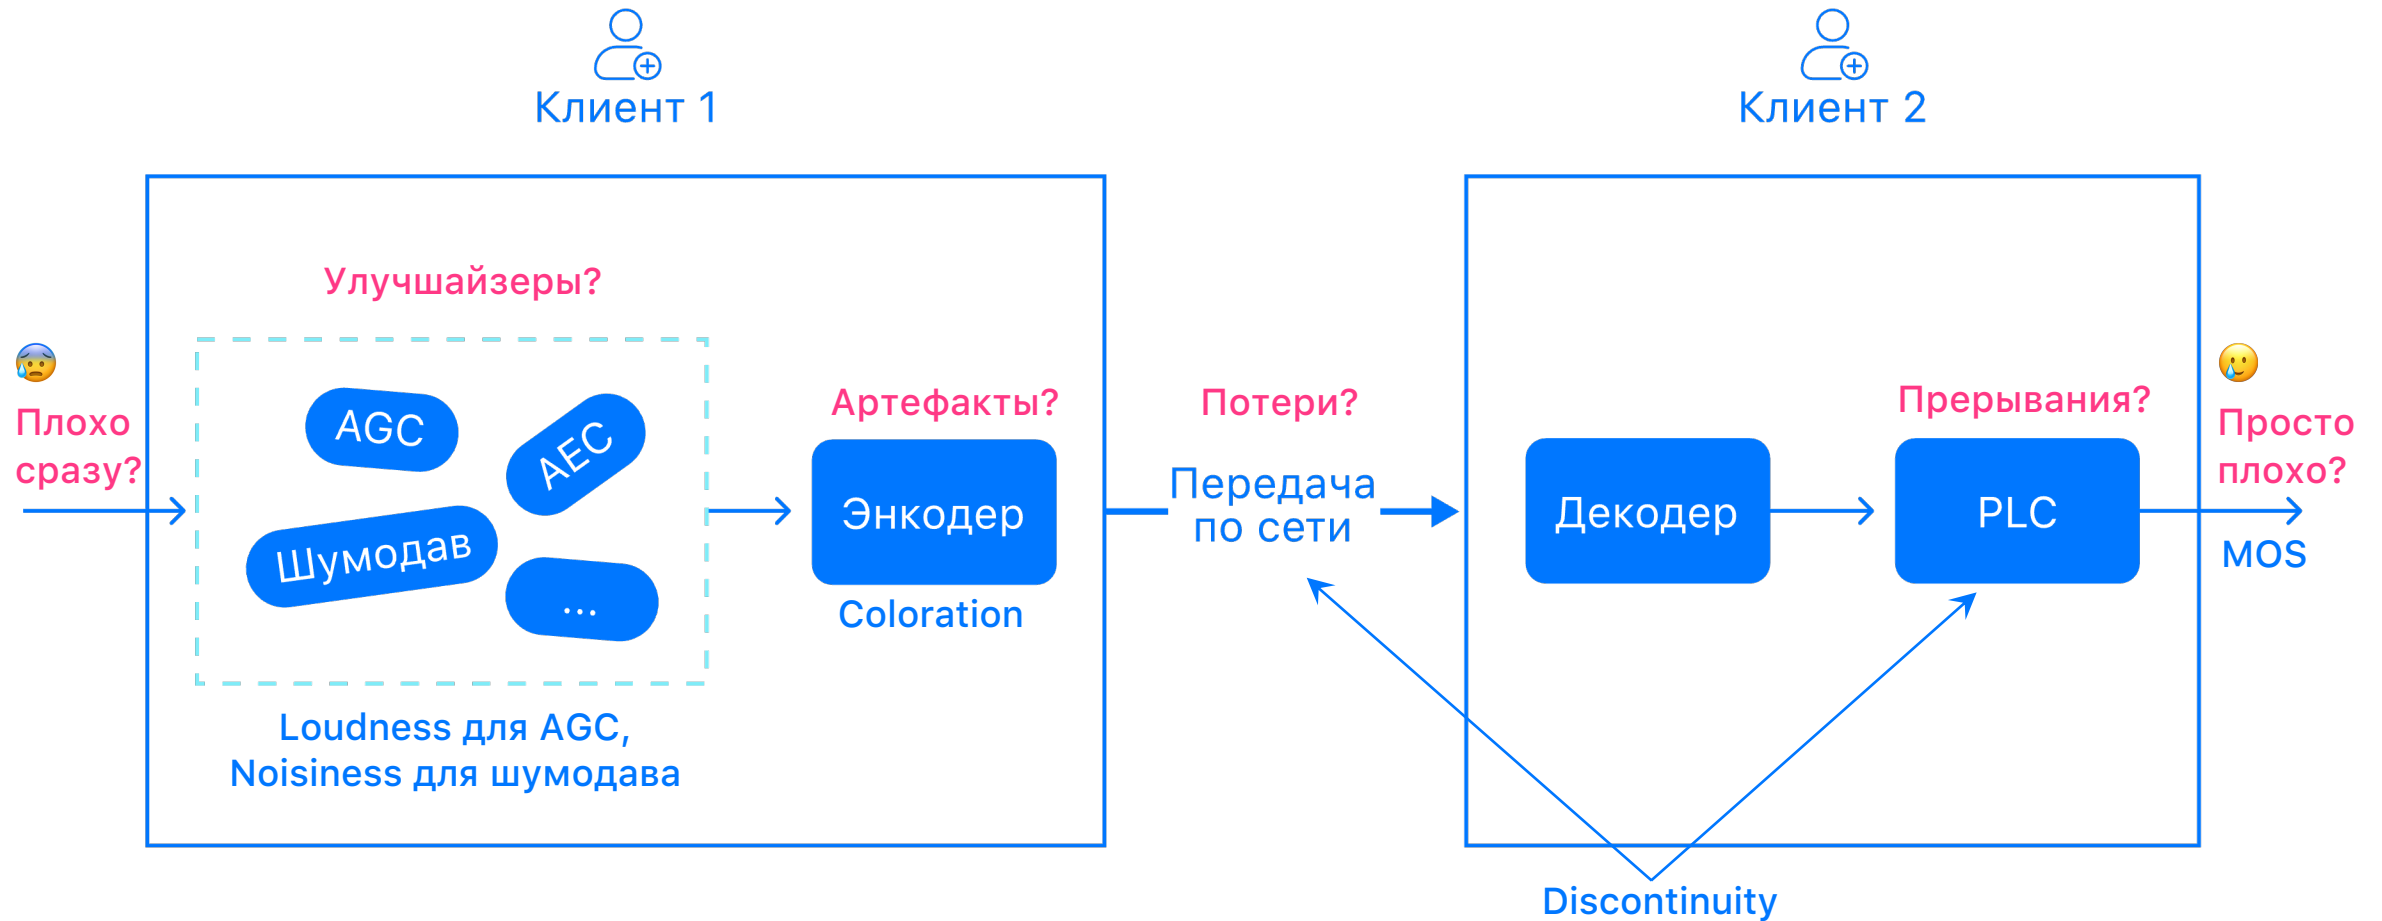 Клиент 1
Клиент 2
Улучшайзеры?
Плохо
сразу?
AGC
AEC
Шумодав
...
Loudness для AGC,
Noisiness для шумодава
Артефакты?
Энкодер
Coloration
Потери?
Передача
по сети
Декодер
Прерывания?
PLC
Просто
плохо?
MOS
Discontinuity